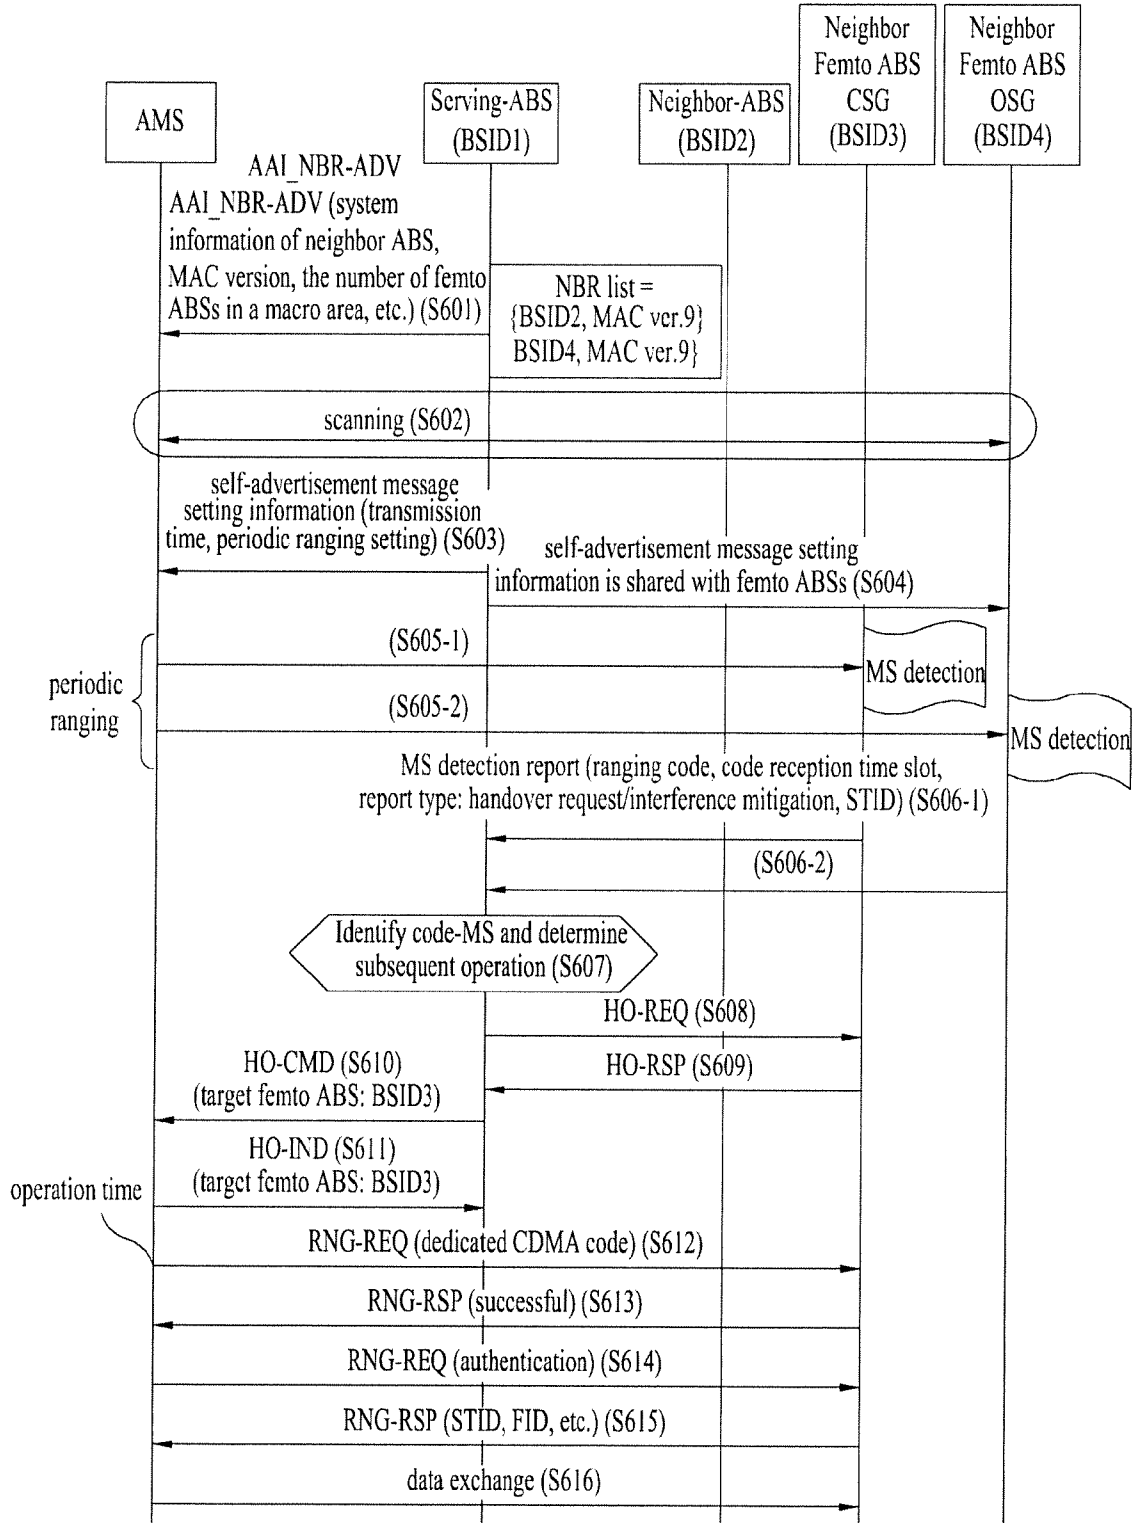 AMS
Serving-ABS
(BSID1)
Neighbor-ABS
(BSID2)
Neighbor
Femto ABS
CSG
(BSID3)
Neighbor
Femto ABS
OSG
(BSID4)
AAI_NBR-ADV
AAI_NBR-ADV (system
information of neighbor ABS,
MAC version, the number of femto
ABSs in a macro area, etc.) (S601)
NBR list =
{BSID2, MAC ver.9}
BSID4, MAC ver.9}
scanning (S602)
self-advertisement message
setting information (transmission
time, periodic ranging setting) (S603)
self-advertisement message setting
information is shared with femto ABSs (S604)
periodic
ranging
(S605-1)
MS detection
(S605-2)
MS detection
MS detection report (ranging code, code reception time slot,
report type: handover request/interference mitigation, STID) (S606-1)
(S606-2)
Identify code-MS and determine
subsequent operation (S607)
HO-REQ (S608)
HO-RSP (S609)
HO-CMD (S610)
(target femto ABS: BSID3)
HO-IND (S611)
(target femto ABS: BSID3)
operation time
RNG-REQ (dedicated CDMA code) (S612)
RNG-RSP (successful) (S613)
RNG-REQ (authentication) (S614)
RNG-RSP (STID, FID, etc.) (S615)
data exchange (S616)